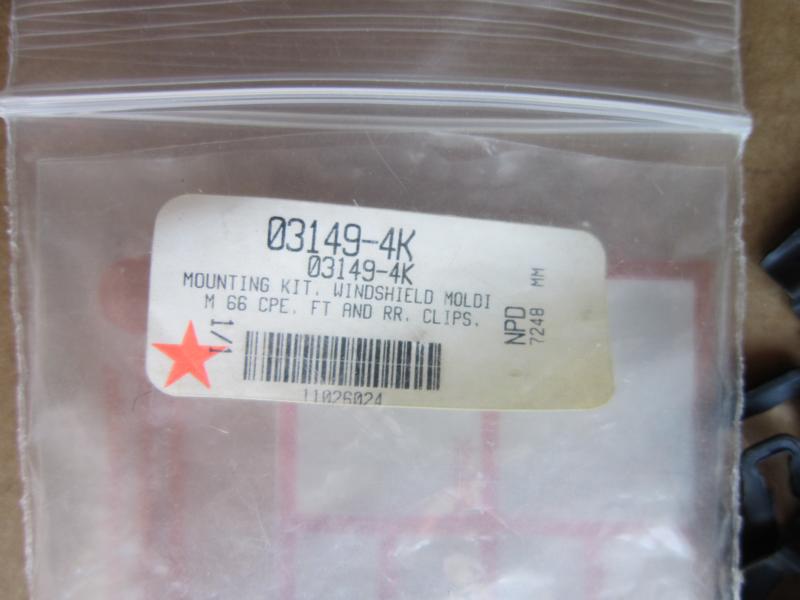 03149-4K
03149-4K
MOUNTING KIT, WINDSHIELD MOLDI
M 66 CPE, FT AND RR, CLIPS,
1/1
11026024
NPD
7248 MM